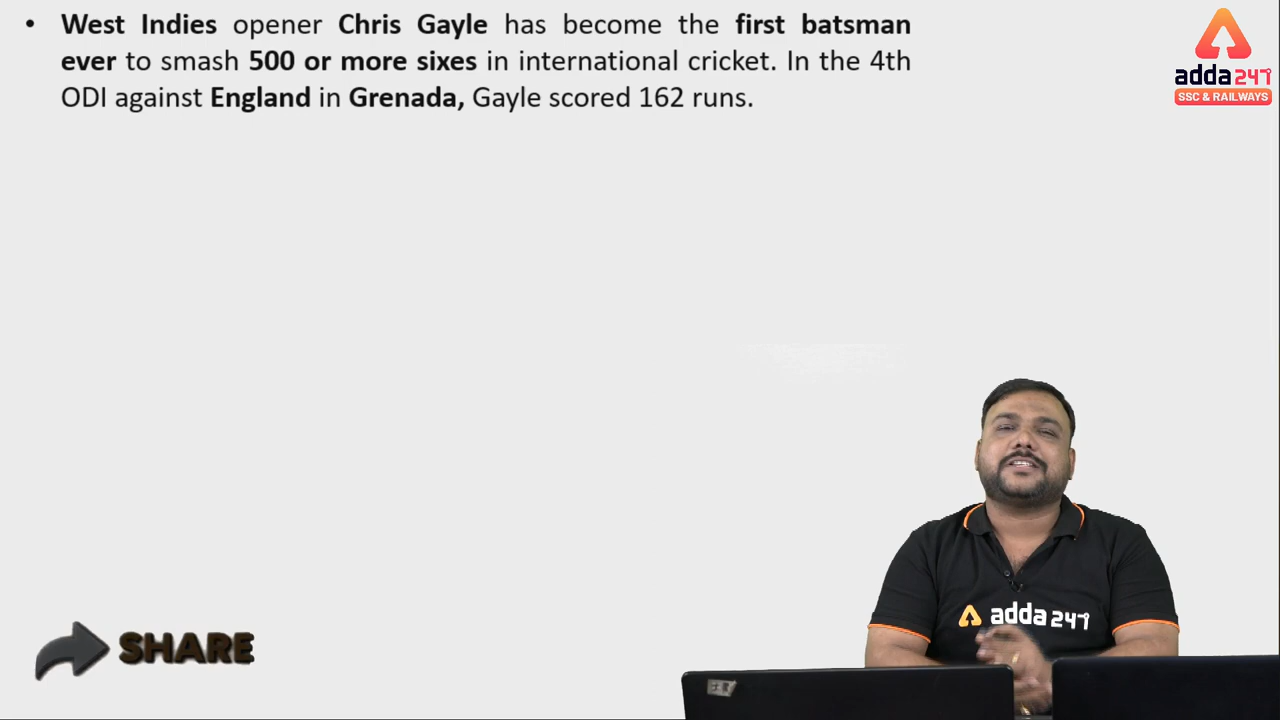 • West Indies opener Chris Gayle has become the first batsman
ever to smash 500 or more sixes in international cricket. In the 4th
ODI against England in Grenada, Gayle scored 162 runs.
adda247
SSC & RAILWAYS
adda247
SHARE